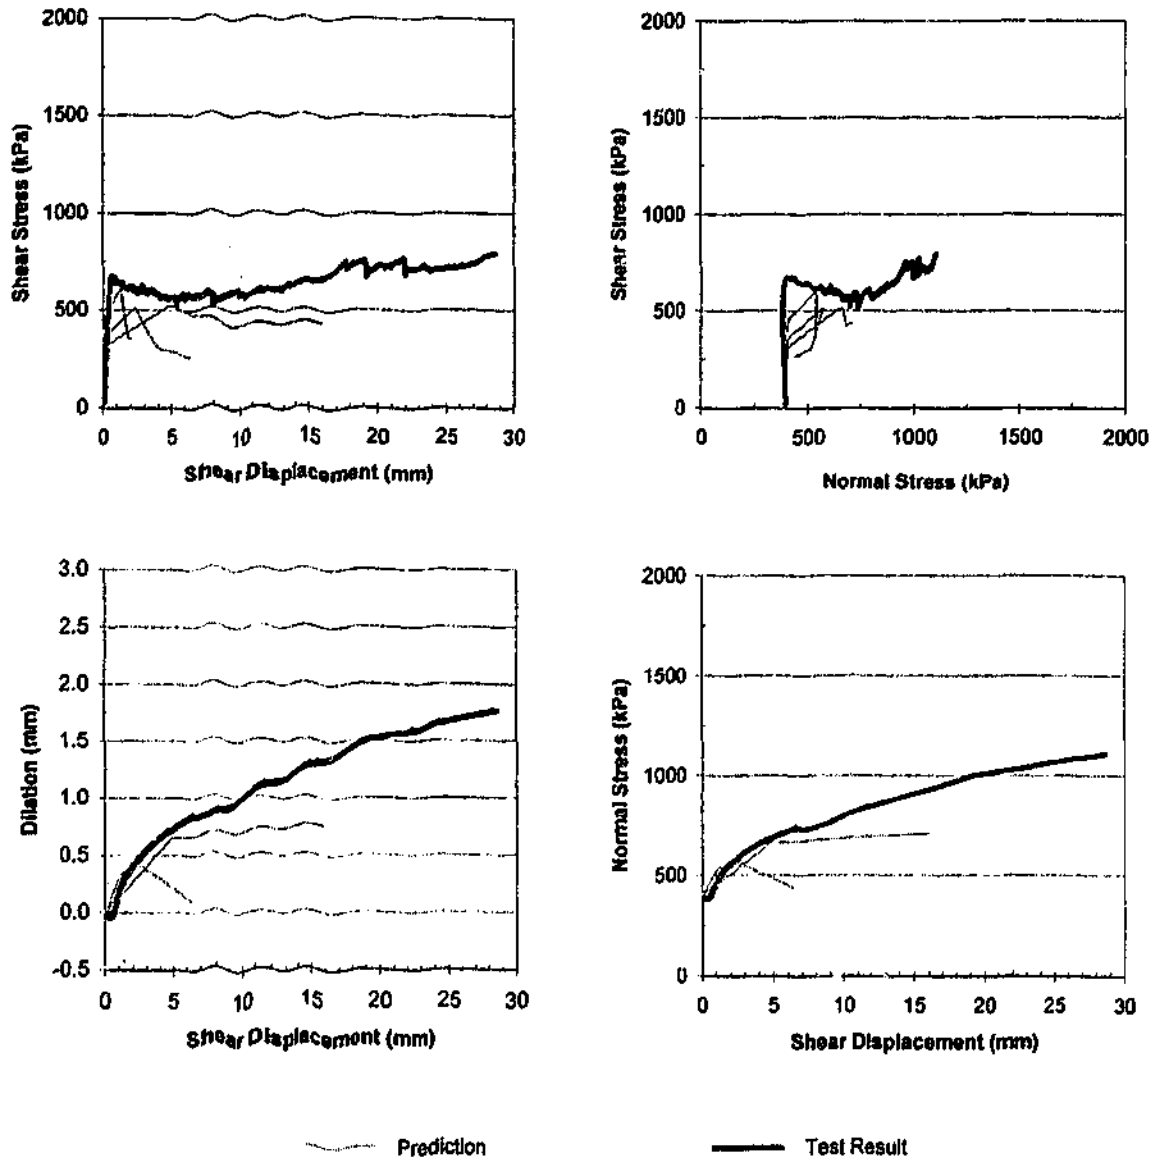 2000
1500
1000
500
0
Shear Stress (kPa)
0 5 10 15 20 25 30
Shear Displacement (mm)
2000
1500
1000
500
0
Shear Stress (kPa)
0 500 1000 1500 2000
Normal Stress (kPa)
3.0
2.5
2.0
1.5
1.0
0.5
0.0
-0.5
Dilation (mm)
0 5 10 15 20 25 30
Shear Displacement (mm)
2000
1500
1000
500
0
Normal Stress (kPa)
0 5 10 15 20 25 30
Shear Displacement (mm)
Prediction
Test Result